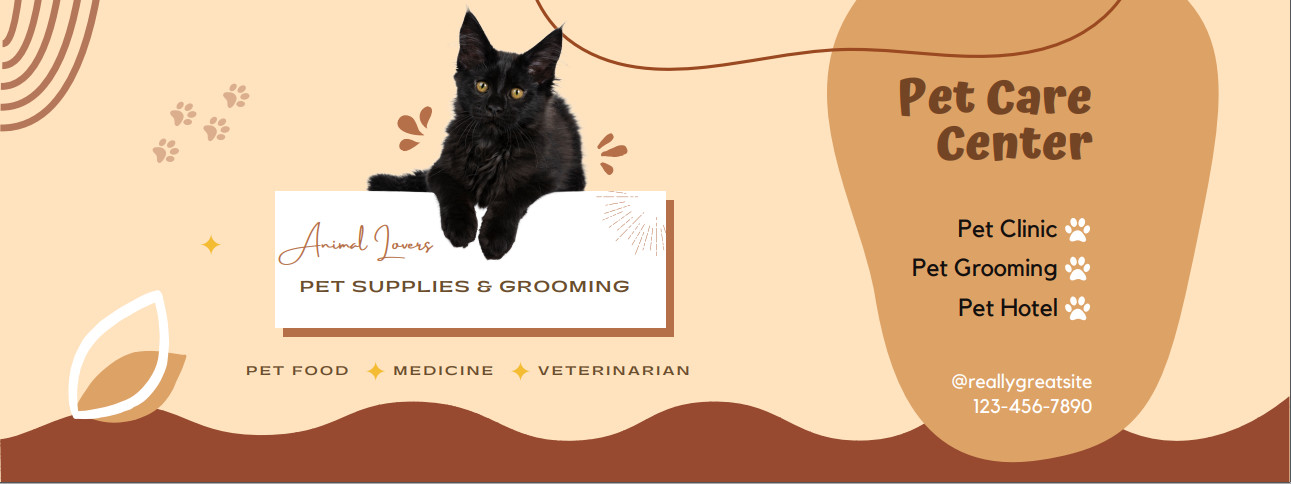 Animal Lovers
PET SUPPLIES & GROOMING
PET FOOD MEDICINE VETERINARIAN
Pet Care
Center
Pet Clinic
Pet Grooming
Pet Hotel
@reallygreatsite
123-456-7890